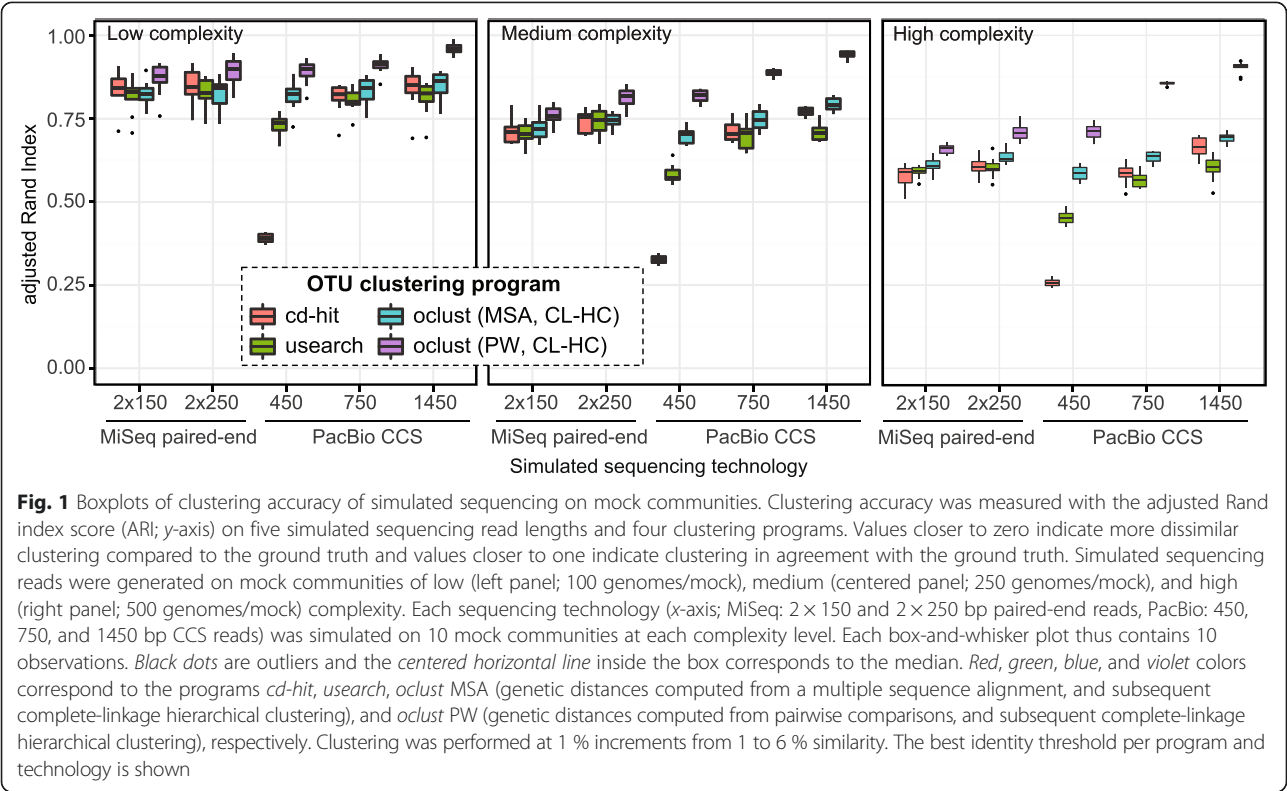 Low complexity
Medium complexity
High complexity
adjusted Rand Index
1.00
0.75
0.50
0.25
0.00
OTU clustering program
cd-hit
oclust (MSA, CL-HC)
usearch
oclust (PW, CL-HC)
2x150 2x250 450 750 1450
2x150 2x250 450 750 1450
2x150 2x250 450 750 1450
MiSeq paired-end PacBio CCS
MiSeq paired-end PacBio CCS
MiSeq paired-end PacBio CCS
Simulated sequencing technology
Fig. 1 Boxplots of clustering accuracy of simulated sequencing on mock communities. Clustering accuracy was measured with the adjusted Rand
index score (ARI; y-axis) on five simulated sequencing read lengths and four clustering programs. Values closer to zero indicate more dissimilar
clustering compared to the ground truth and values closer to one indicate clustering in agreement with the ground truth. Simulated sequencing
reads were generated on mock communities of low (left panel; 100 genomes/mock), medium (centered panel; 250 genomes/mock), and high
(right panel; 500 genomes/mock) complexity. Each sequencing technology (x-axis; MiSeq: 2 × 150 and 2 × 250 bp paired-end reads, PacBio: 450,
750, and 1450 bp CCS reads) was simulated on 10 mock communities at each complexity level. Each box-and-whisker plot thus contains 10
observations. Black dots are outliers and the centered horizontal line inside the box corresponds to the median. Red, green, blue, and violet colors
correspond to the programs cd-hit, usearch, oclust MSA (genetic distances computed from a multiple sequence alignment, and subsequent
complete-linkage hierarchical clustering), and oclust PW (genetic distances computed from pairwise comparisons, and subsequent complete-linkage
hierarchical clustering), respectively. Clustering was performed at 1 % increments from 1 to 6 % similarity. The best identity threshold per program and
technology is shown